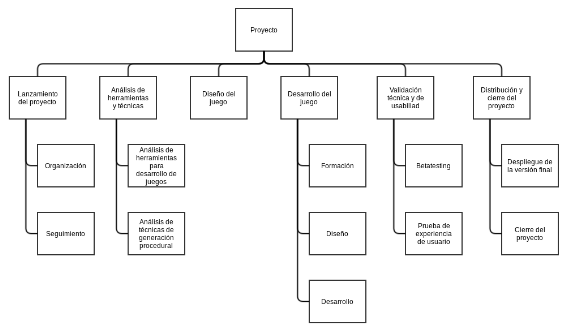 Proyecto
Lanzamiento
del proyecto
Análisis de
herramientas
y técnicas
Diseño del
juego
Desarrollo del
juego
Validación
técnica y de
usabiliad
Distribución y
cierre del
proyecto
Organización
Análisis de
herramientas
para
desarrollo de
juegos
Formación
Betatesting
Despliegue de
la versión final
Seguimiento
Análisis de
técnicas de
generación
procedural
Diseño
Prueba de
experiencia
de usuario
Cierre del
proyecto
Desarrollo